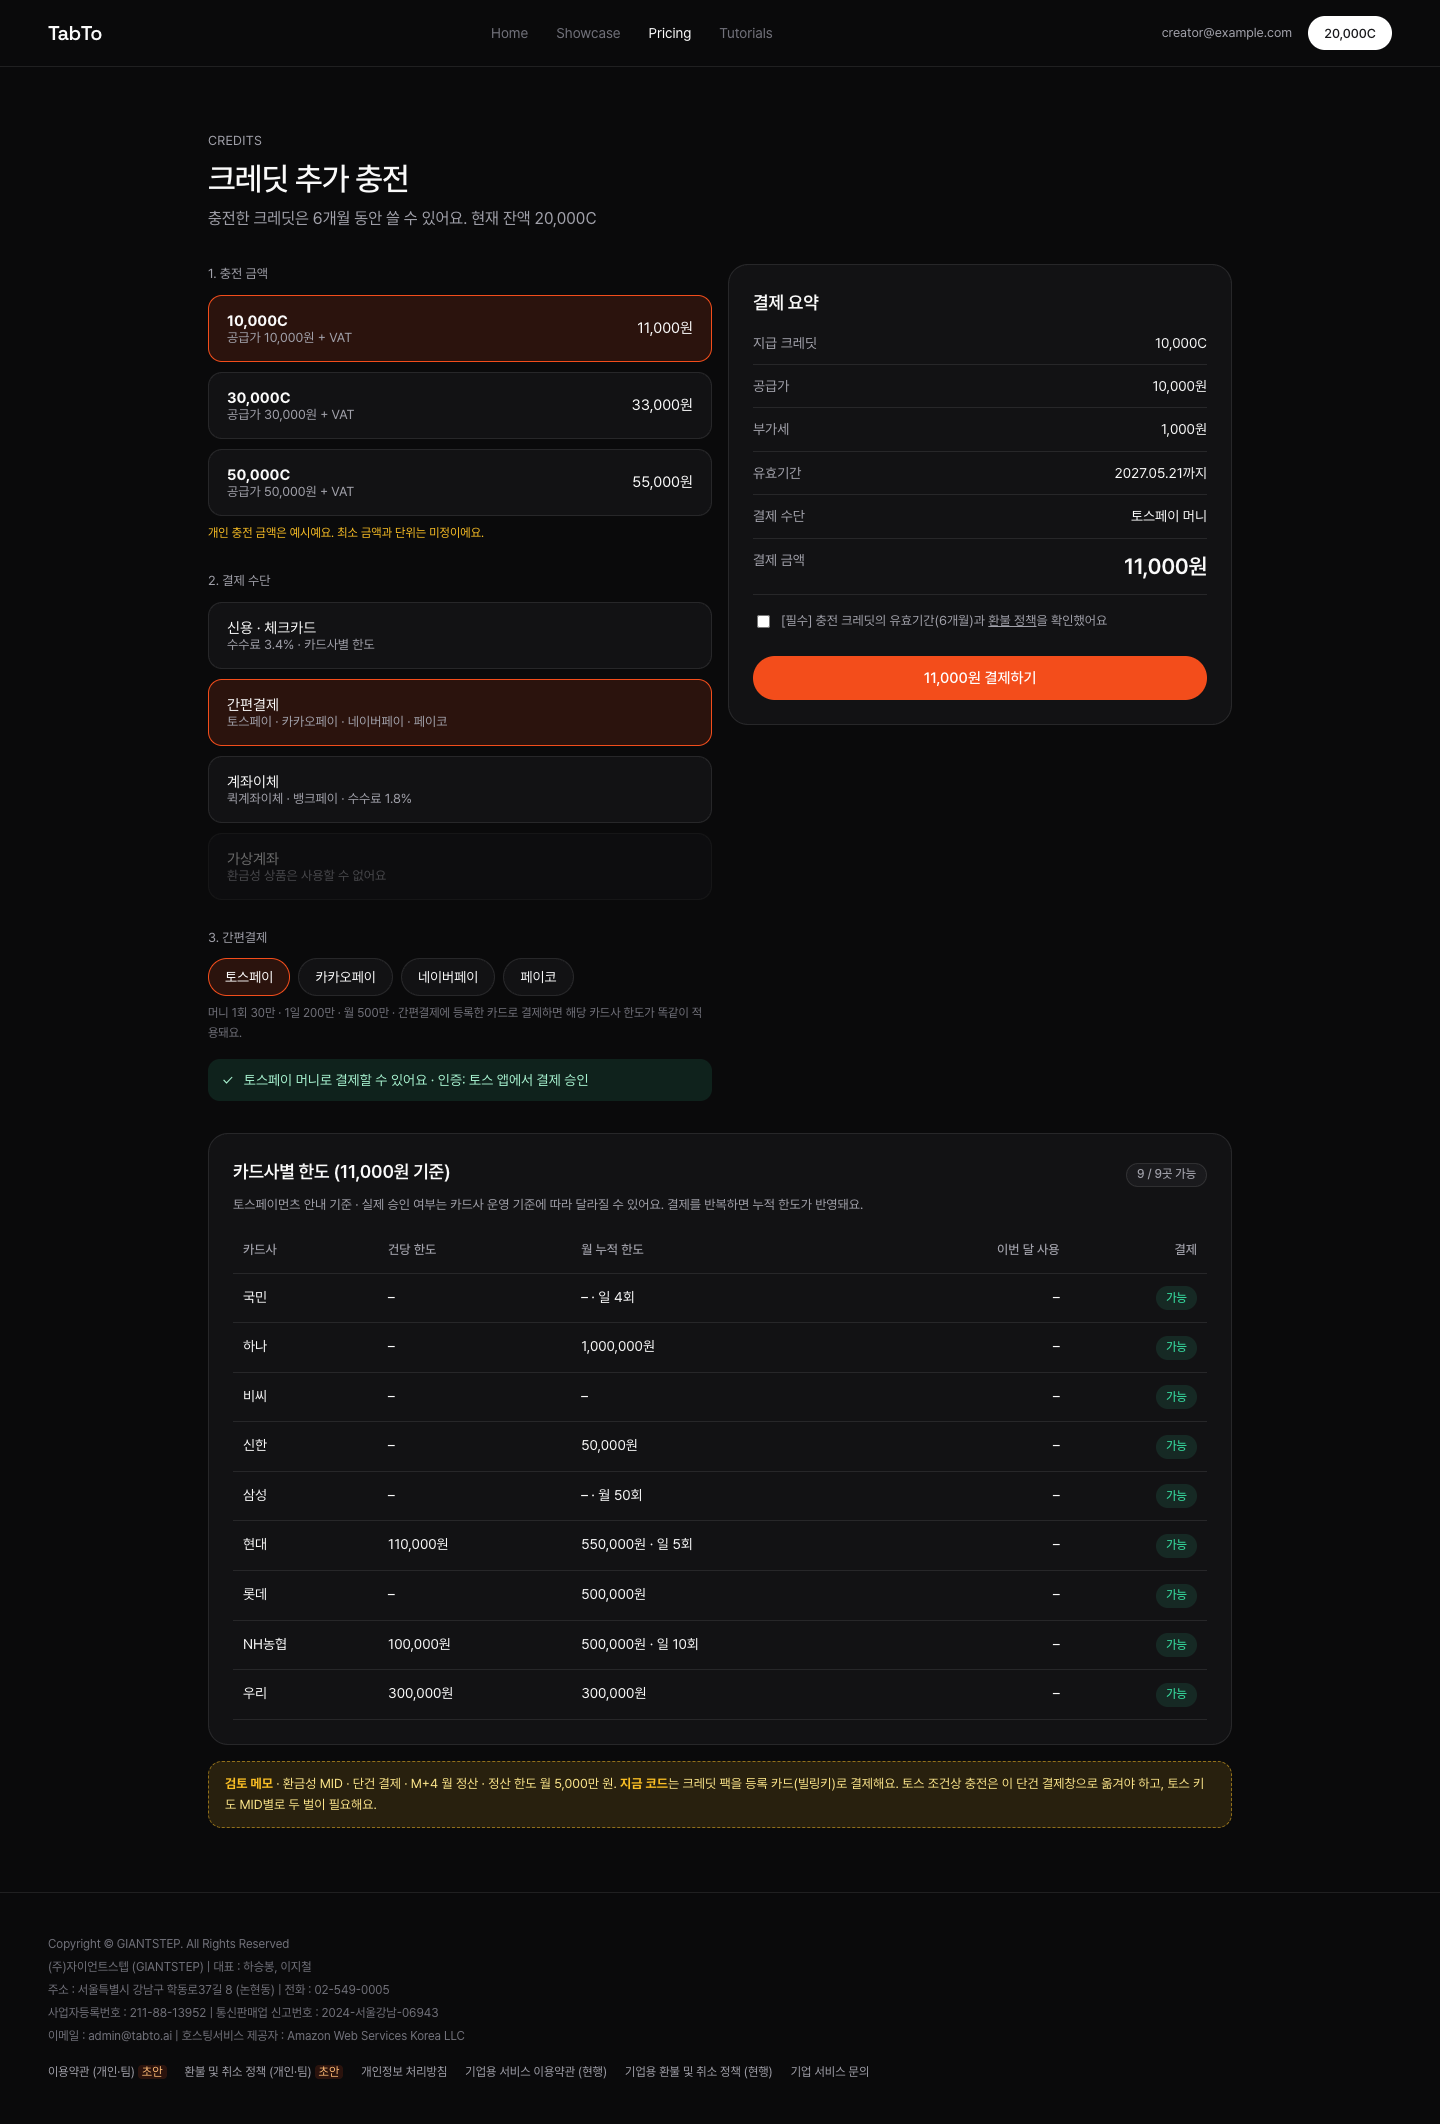 TabTo
Home Showcase Pricing Tutorials
creator@example.com 20,000C
CREDITS
크레딧 추가 충전
충전한 크레딧은 6개월 동안 쓸 수 있어요. 현재 잔액 20,000C
1. 충전 금액
10,000C
공급가 10,000원 + VAT
11,000원
30,000C
공급가 30,000원 + VAT
33,000원
50,000C
공급가 50,000원 + VAT
55,000원
개인 충전 금액은 예시예요. 최소 금액과 단위는 미정이에요.
2. 결제 수단
신용 · 체크카드
수수료 3.4% · 카드사별 한도
간편결제
토스페이 · 카카오페이 · 네이버페이 · 페이코
계좌이체
퀵계좌이체 · 뱅크페이 · 수수료 1.8%
가상계좌
환금성 상품은 사용할 수 없어요
3. 간편결제
토스페이 카카오페이 네이버페이 페이코
머니 1회 30만 · 1일 200만 · 월 500만 · 간편결제에 등록한 카드로 결제하면 해당 카드사 한도가 똑같이 적
용돼요.
✓ 토스페이 머니로 결제할 수 있어요 · 인증: 토스 앱에서 결제 승인
결제 요약
지급 크레딧 10,000C
공급가 10,000원
부가세 1,000원
유효기간 2027.05.21까지
결제 수단 토스페이 머니
결제 금액 11,000원
[필수] 충전 크레딧의 유효기간(6개월)과 환불 정책을 확인했어요
11,000원 결제하기
카드사별 한도 (11,000원 기준) 9 / 9곳 가능
토스페이먼츠 안내 기준 · 실제 승인 여부는 카드사 운영 기준에 따라 달라질 수 있어요. 결제를 반복하면 누적 한도가 반영돼요.
카드사 건당 한도 월 누적 한도 이번 달 사용 결제
국민 – – · 일 4회 – 가능
하나 – 1,000,000원 – 가능
비씨 – – – 가능
신한 – 50,000원 – 가능
삼성 – – · 월 50회 – 가능
현대 110,000원 550,000원 · 일 5회 – 가능
롯데 – 500,000원 – 가능
NH농협 100,000원 500,000원 · 일 10회 – 가능
우리 300,000원 300,000원 – 가능
검토 메모 · 환금성 MID · 단건 결제 · M+4 월 정산 · 정산 한도 월 5,000만 원. 지금 코드는 크레딧 팩을 등록 카드(빌링키)로 결제해요. 토스 조건상 충전은 이 단건 결제창으로 옮겨야 하고, 토스 키
도 MID별로 두 벌이 필요해요.
Copyright © GIANTSTEP. All Rights Reserved
(주)자이언트스텝 (GIANTSTEP) | 대표 : 하승봉, 이지철
주소 : 서울특별시 강남구 학동로37길 8 (논현동) | 전화 : 02-549-0005
사업자등록번호 : 211-88-13952 | 통신판매업 신고번호 : 2024-서울강남-06943
이메일 : admin@tabto.ai | 호스팅서비스 제공자 : Amazon Web Services Korea LLC
이용약관 (개인·팀) 초안 환불 및 취소 정책 (개인·팀) 초안 개인정보 처리방침 기업용 서비스 이용약관 (현행) 기업용 환불 및 취소 정책 (현행) 기업 서비스 문의